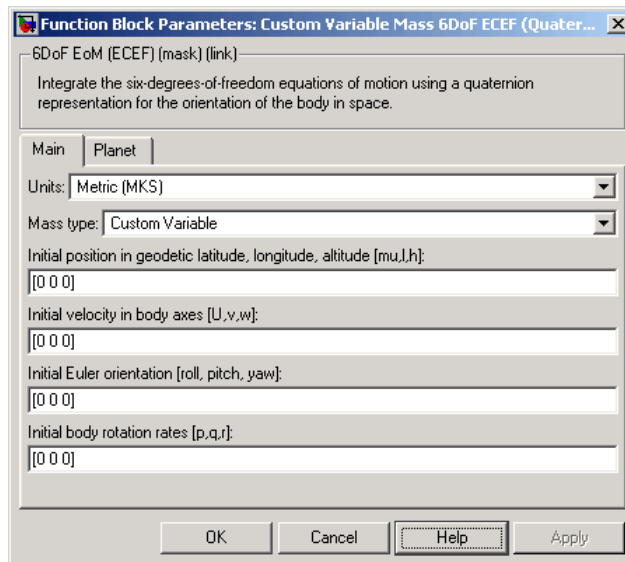 Function Block Parameters: Custom Variable Mass 6DoF ECEF (Quater...
6DoF EoM (ECEF) (mask) (link)
Integrate the six-degrees-of-freedom equations of motion using a quaternion
representation for the orientation of the body in space.
Main Planet
Units: Metric (MKS)
Mass type: Custom Variable
Initial position in geodetic latitude, longitude, altitude [mu,l,h]:
[0 0 0]
Initial velocity in body axes [U,v,w]:
[0 0 0]
Initial Euler orientation [roll, pitch, yaw]:
[0 0 0]
Initial body rotation rates [p,q,r]:
[0 0 0]
OK Cancel Help Apply